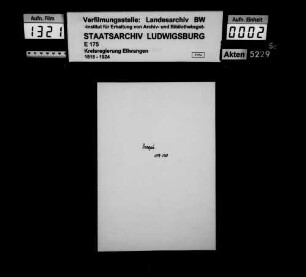 Aufn. Film
1321
Verfilmungsstelle: Landesarchiv BW
-Institut für Erhaltung von Archiv- und Bibliotheksgut-
STAATSARCHIV LUDWIGSBURG
E 175
Kreisregierung Ellwangen
1818 - 1924
Aufn. Einheit
0002
Akten 5229